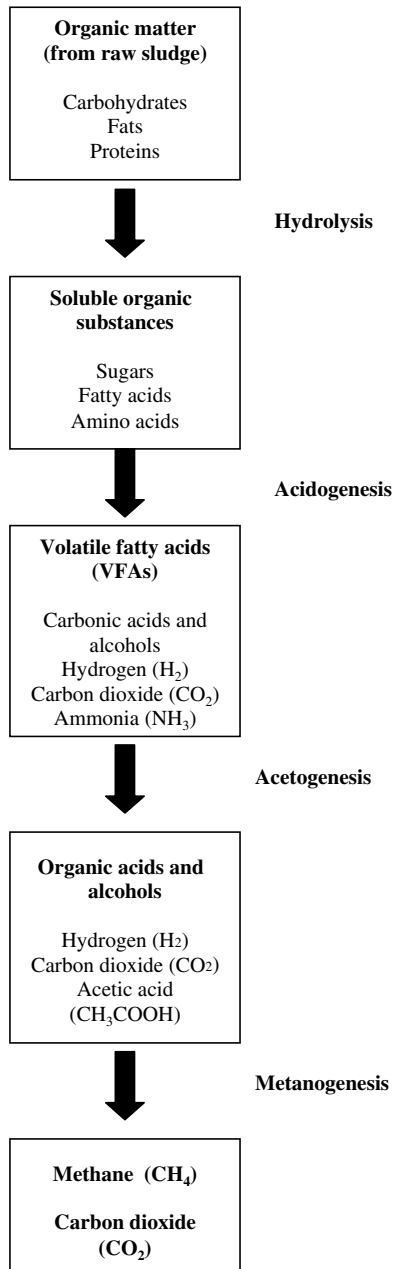 Organic matter
(from raw sludge)
Carbohydrates
Fats
Proteins
Hydrolysis
Soluble organic
substances
Sugars
Fatty acids
Amino acids
Acidogenesis
Volatile fatty acids
(VFAs)
Carbonic acids and
alcohols
Hydrogen (H₂)
Carbon dioxide (CO₂)
Ammonia (NH₃)
Acetogenesis
Organic acids and
alcohols
Hydrogen (H₂)
Carbon dioxide (CO₂)
Acetic acid
(CH₃COOH)
Metanogenesis
Methane (CH₄)
Carbon dioxide
(CO₂)